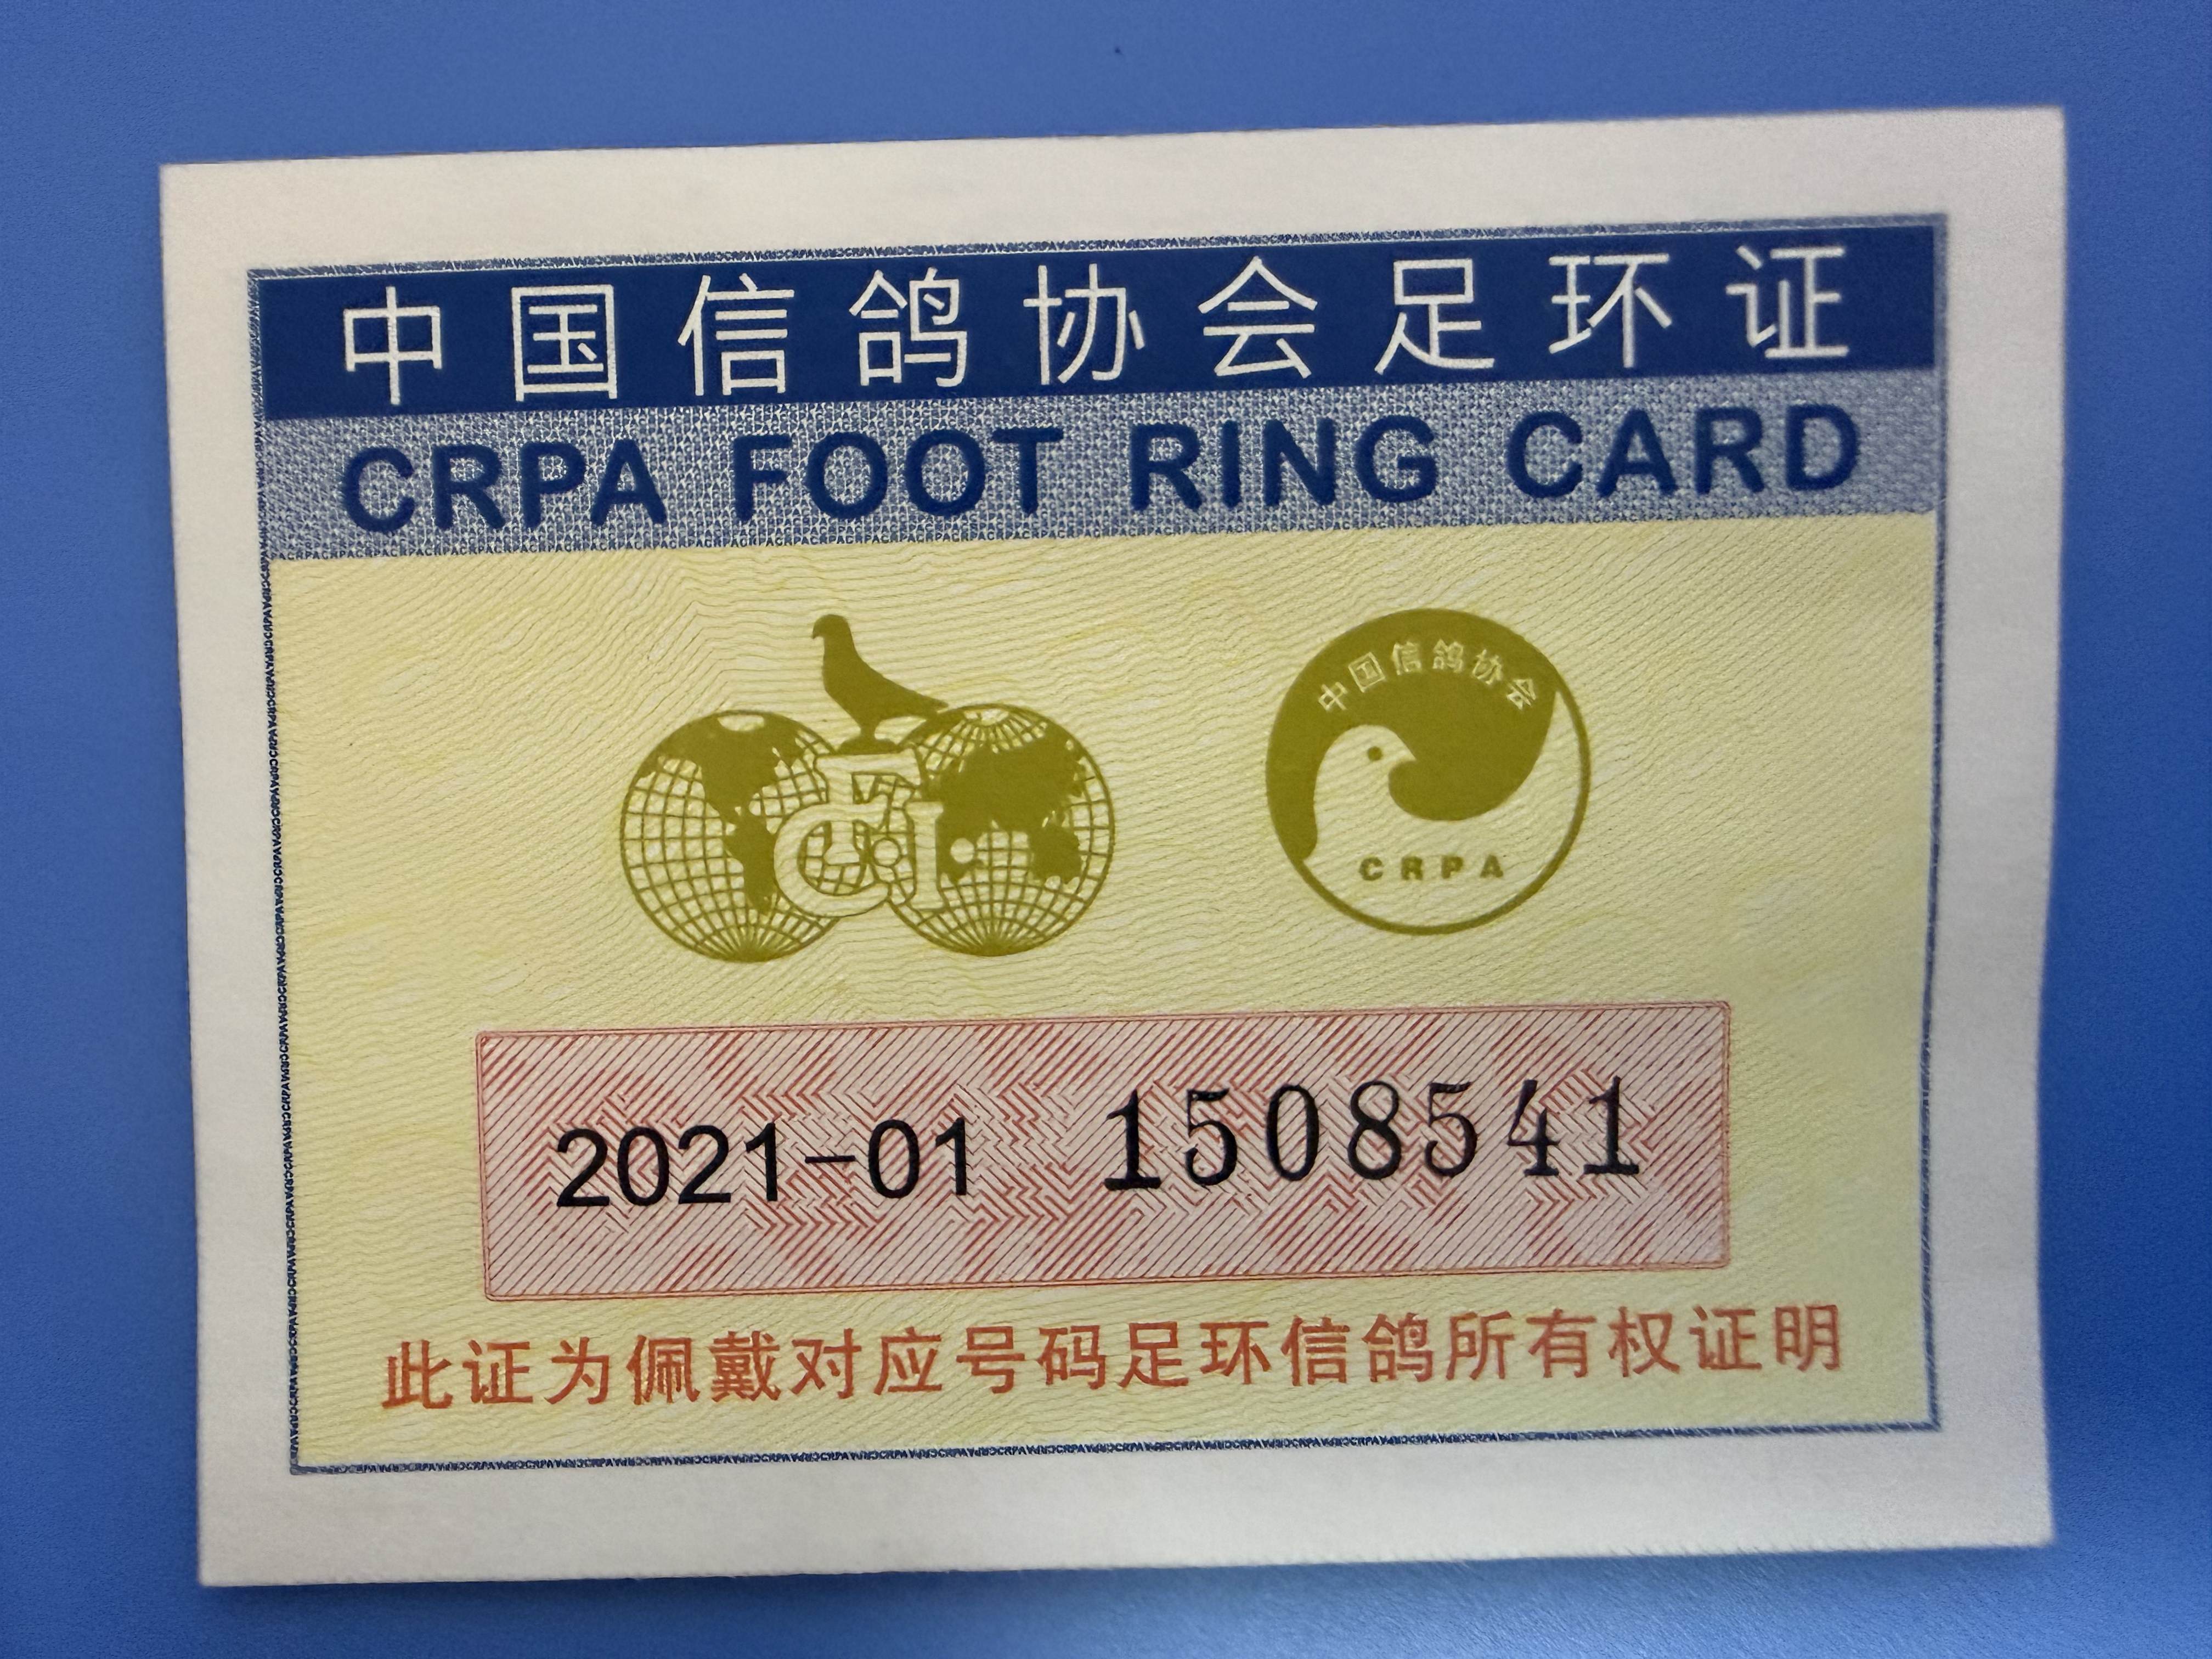 中国信鸽协会足环证
CRPA FOOT RING CARD
中国信鸽协会
CRPA
2021-01 1508541
此证为佩戴对应号码足环信鸽所有权证明